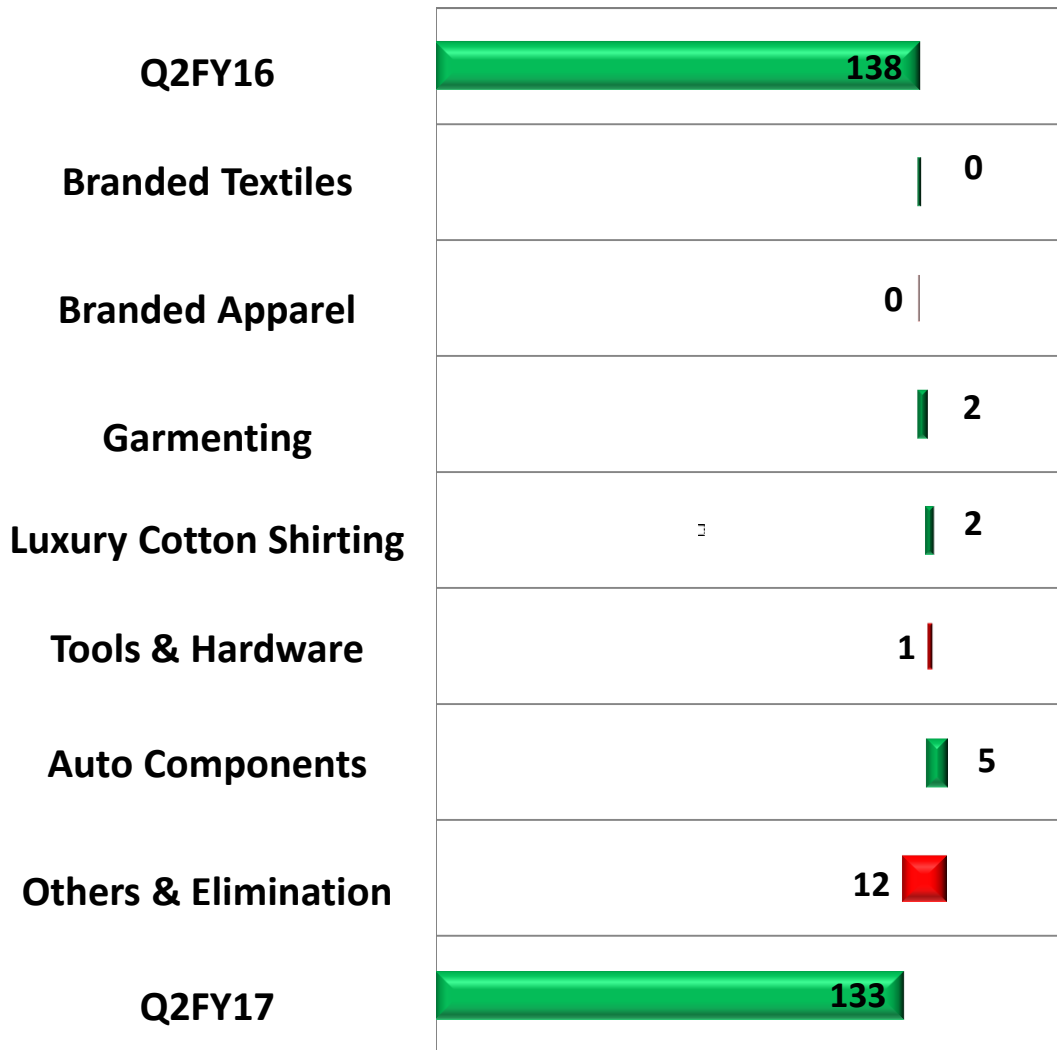 Q2FY16 138
Branded Textiles 0
Branded Apparel 0
Garmenting 2
Luxury Cotton Shirting 2
Tools & Hardware 1
Auto Components 5
Others & Elimination 12
Q2FY17 133